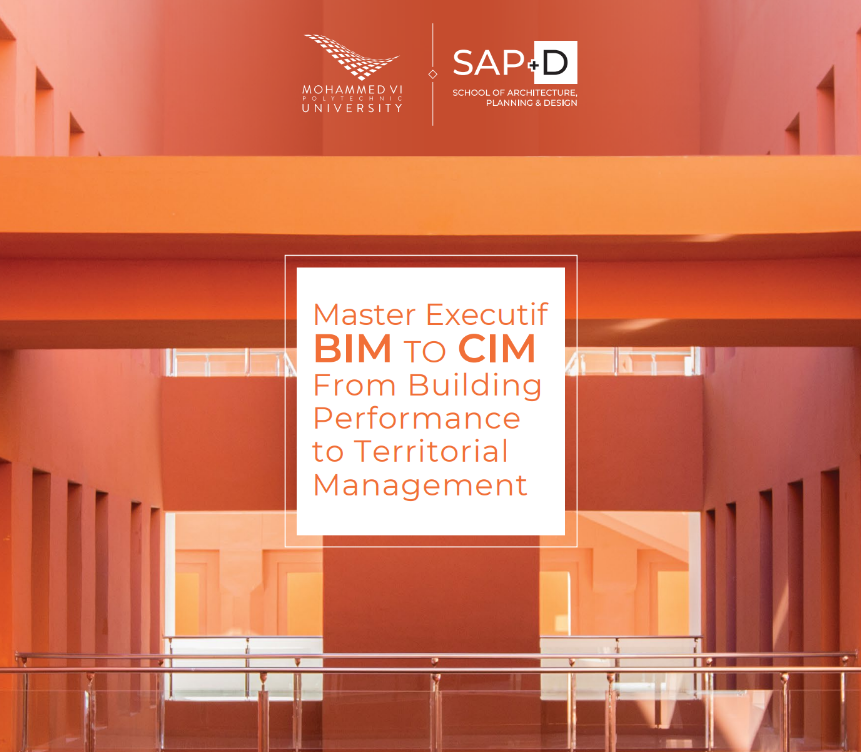 MOHAMMED VI
POLYTECHNIC
UNIVERSITY
SAP+D
SCHOOL OF ARCHITECTURE,
PLANNING & DESIGN
Master Executif
BIM TO CIM
From Building
Performance
to Territorial
Management